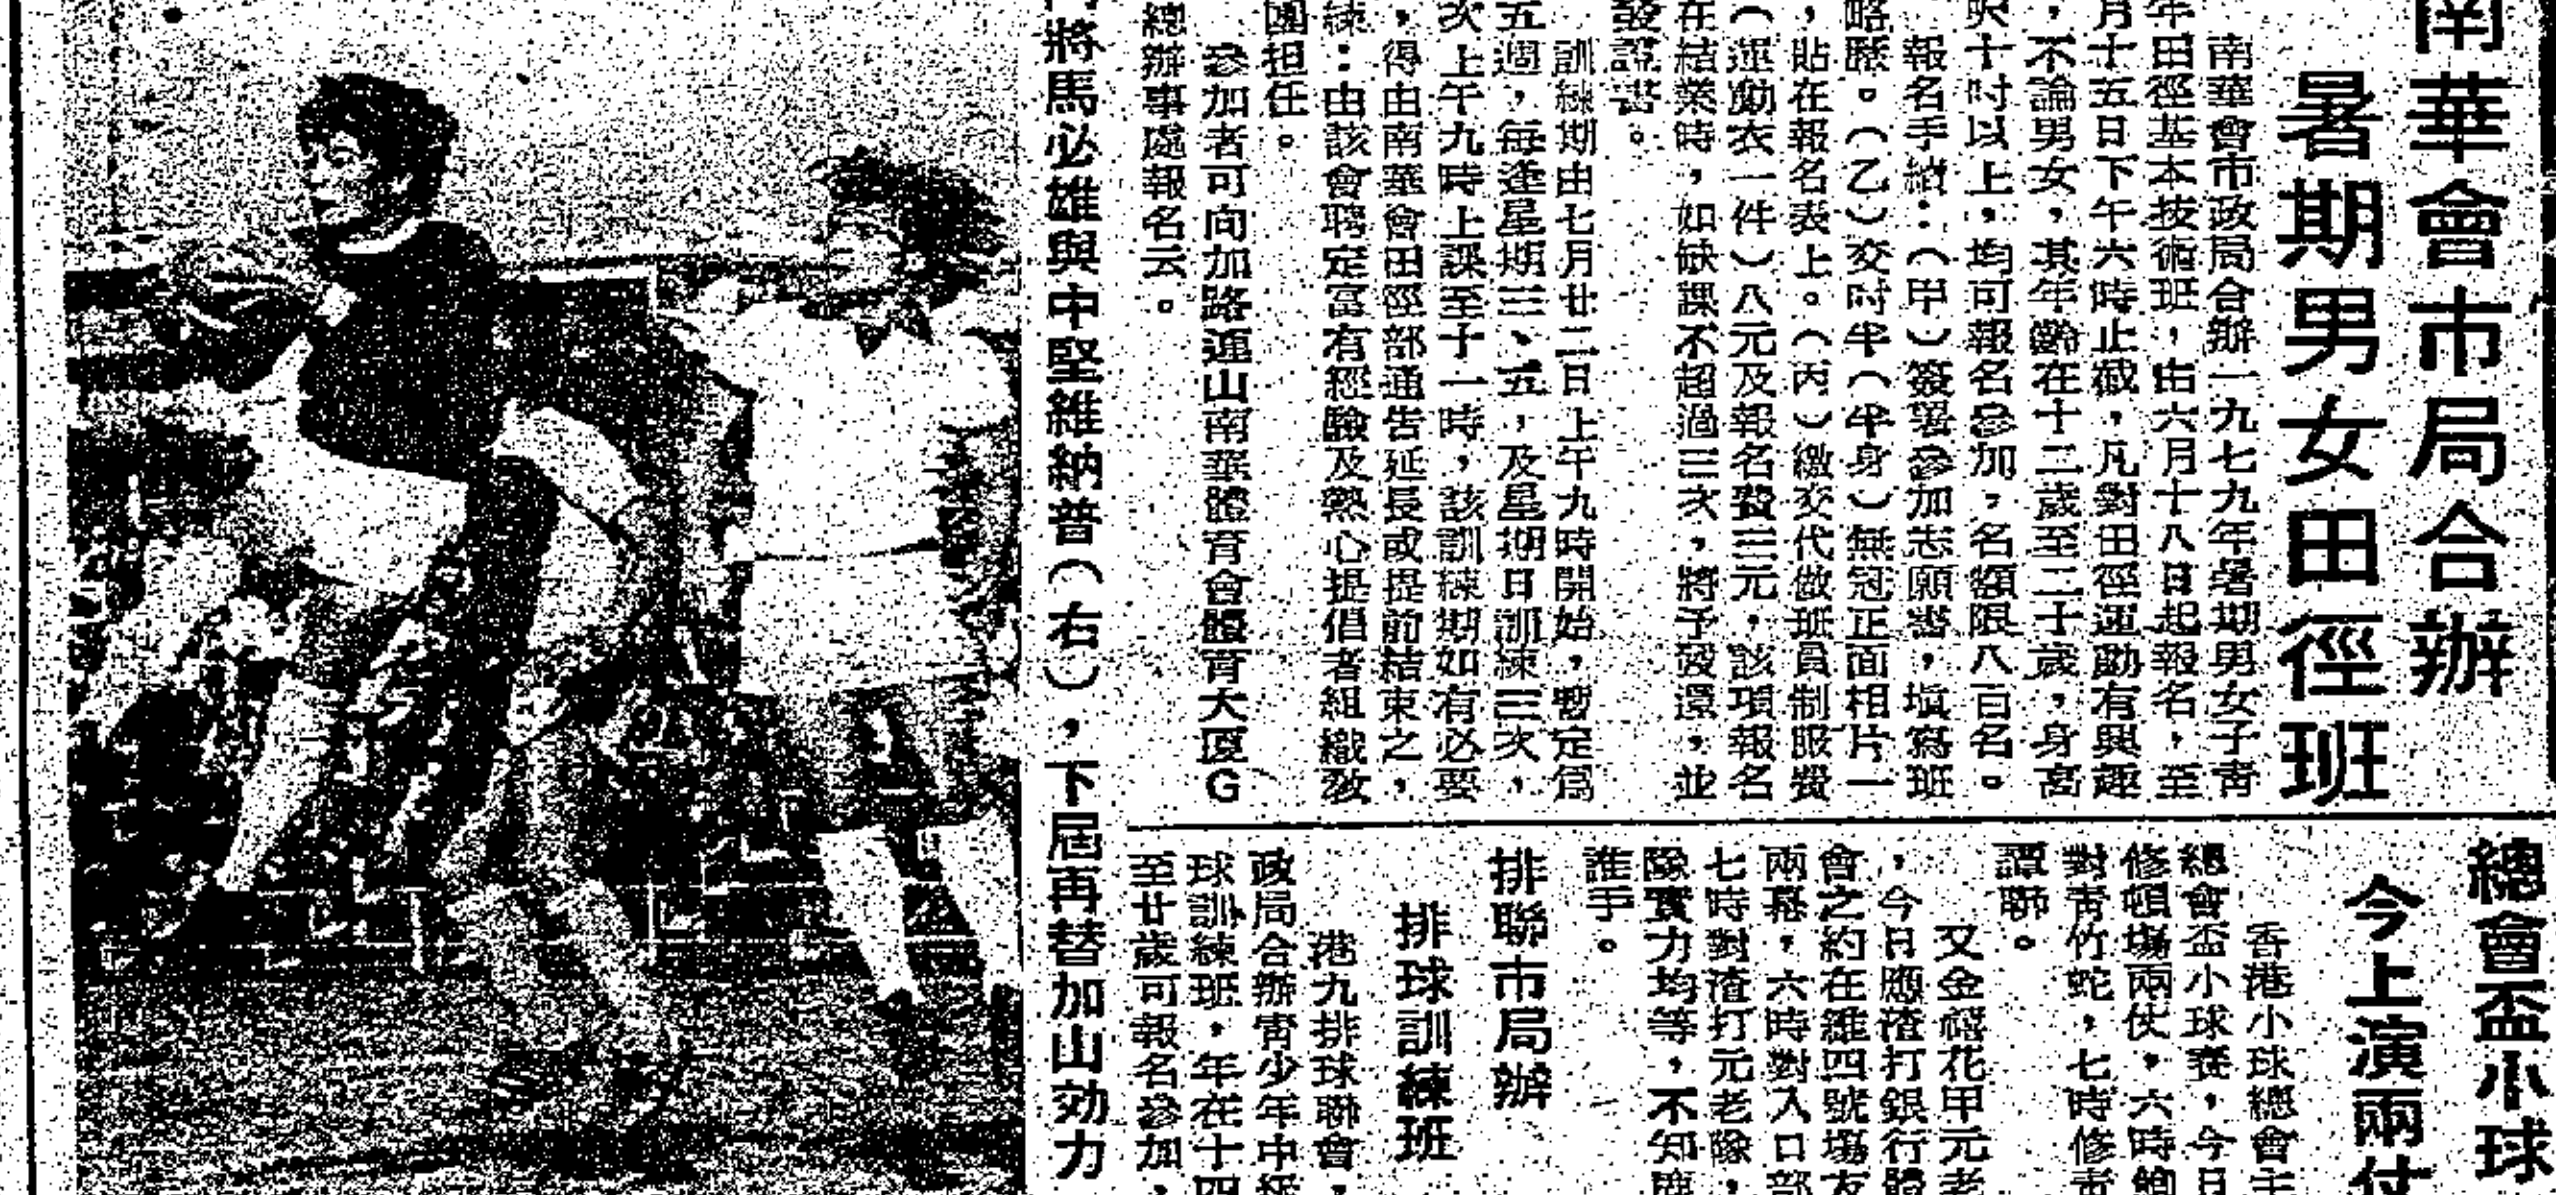 南華會市局合辦
暑期男女田徑班
南華會市政局合辦一九七九年暑期男女子青
年田徑基本技術班，由六月十八日起報名，至
月十五日下午六時止截，凡對田徑運動有興趣
，不論男女，其年齡在十二歲至二十歲，身高
呎十吋以上，均可報名參加，名額限八百名。
報名手續：（甲）簽署參加志願書，填寫班
略歷。（乙）交吋半（半身）無冠正面相片一
，貼在報名表上。（丙）繳交代做班員制服費
（運動衣一件）八元及報名費三元，該項報名
在結業時，如缺課不超過三次，將予發還，並
發證書。
訓練期由七月廿二日上午九時開始，暫定爲
五週，每逢星期三、五，及星期日訓練三次，
次上午九時上課至十一時，該訓練期如有必要
，得由南華會田徑部通告延長或提前結束之，
練：由該會聘定富有經驗及熱心提倡者組織敎
團担任。
參加者可向加路連山南華體育會體育大厦G
總辦事處報名云。
將馬必雄與中堅維納普（右），下屆再替加山効力
總會盃小球
今上演兩仗
香港小球總會主
總會盃小球賽，今日
修頓塲兩仗，六時
對青竹蛇，七時修
譚聯。
又金禧花甲元老
，今日應渣打銀行體
會之約在維四號塲友
兩幕，六時對入口部
七時對渣打元老隊，
隊實力均等，不知鹿
誰手。
排聯市局辦
排球訓練班
港九排球聯會，
政局合辦靑少年中級
球訓練班，年在十四
至廿歲可報名參加，